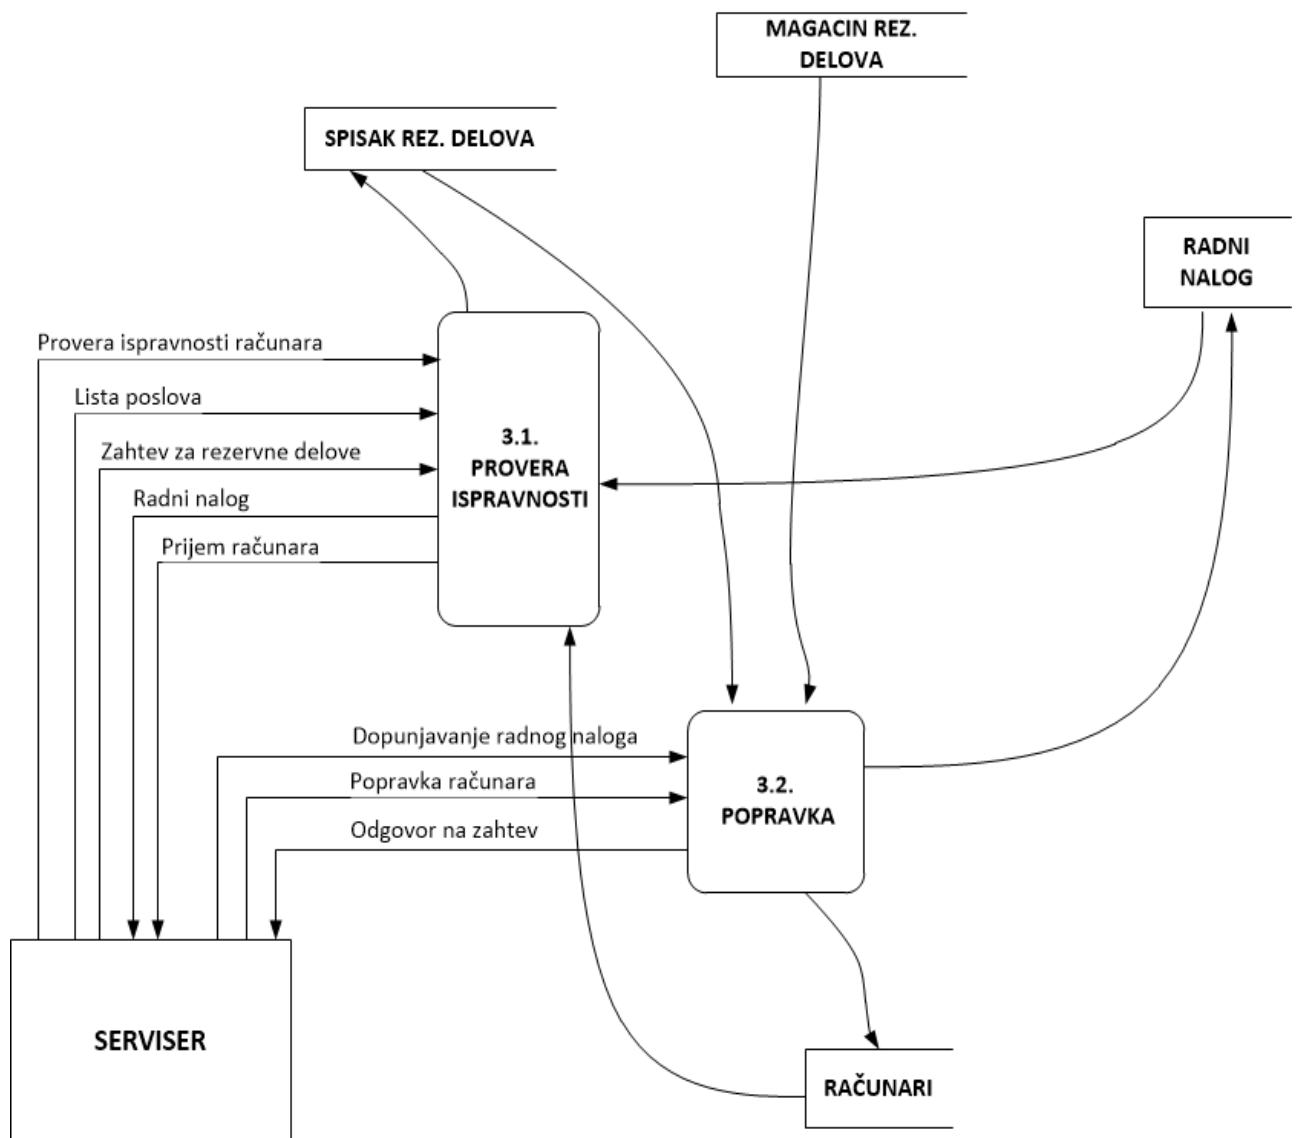 MAGACIN REZ.
DELOVA
SPISAK REZ. DELOVA
RADNI
NALOG
Provera ispravnosti računara
Lista poslova
Zahtev za rezervne delove
Radni nalog
Prijem računara
3.1.
PROVERA
ISPRAVNOSTI
Dopunjavanje radnog naloga
Popravka računara
Odgovor na zahtev
3.2.
POPRAVKA
SERVISER
RAČUNARI